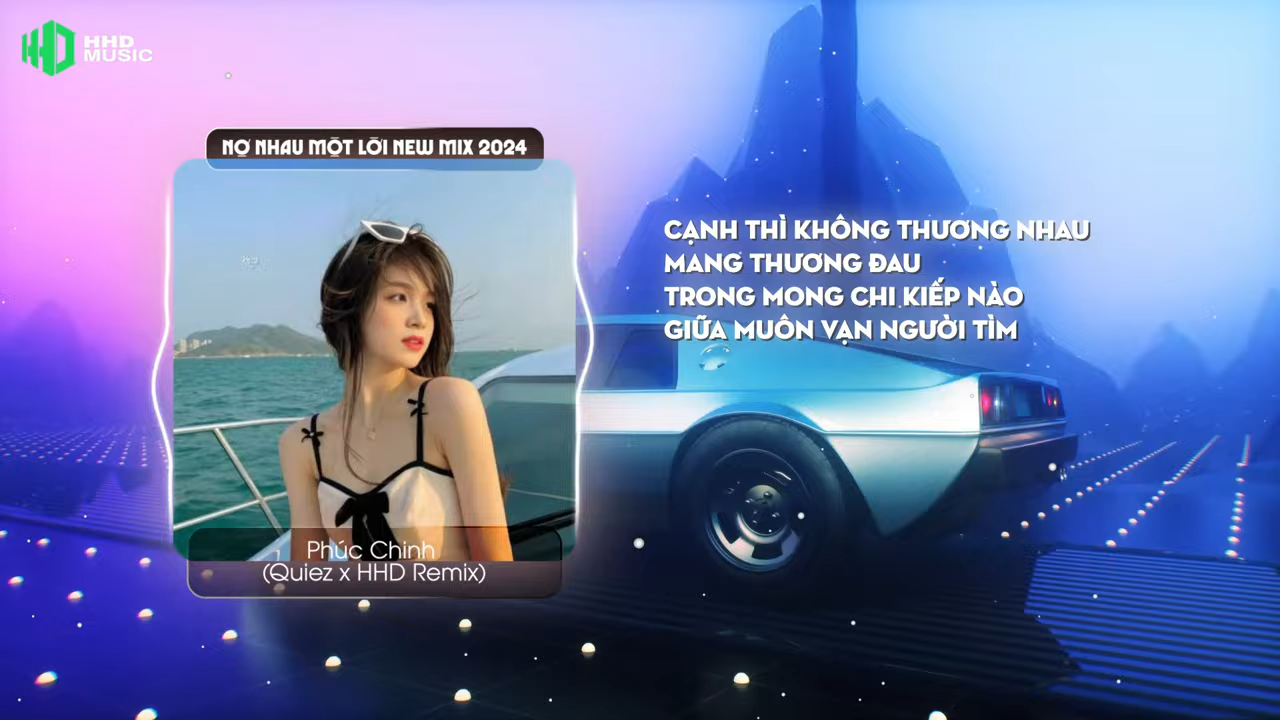 HHD
MUSIC
NỢ NHAU MỘT LỜI NEW MIX 2024
CẠNH THÌ KHÔNG THƯƠNG NHAU
MANG THƯƠNG ĐAU
TRONG MONG CHI KIẾP NÀO
GIỮA MUÔN VẠN NGƯỜI TÌM
Phúc Chinh
(Quiez x HHD Remix)